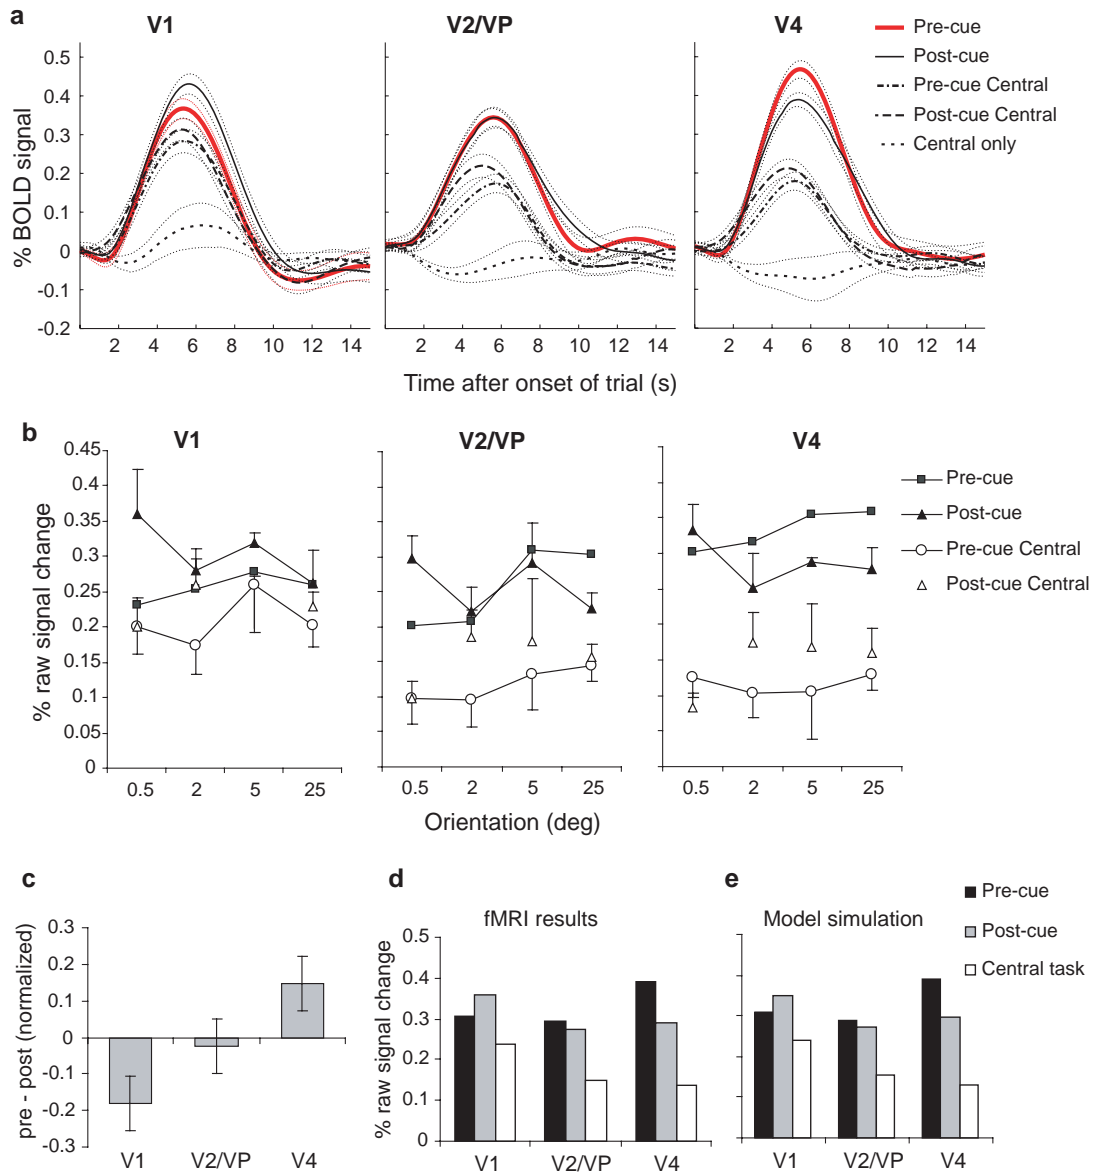 a
V1
V2/VP
V4
Pre-cue
Post-cue
Pre-cue Central
Post-cue Central
Central only
% BOLD signal
0.5
0.4
0.3
0.2
0.1
0
-0.1
-0.2
2 4 6 8 10 12 14
2 4 6 8 10 12 14
2 4 6 8 10 12 14
Time after onset of trial (s)
b
V1
V2/VP
V4
Pre-cue
Post-cue
Pre-cue Central
Post-cue Central
% raw signal change
0.45
0.4
0.35
0.3
0.25
0.2
0.15
0.1
0.05
0
0.5 2 5 25
0.5 2 5 25
0.5 2 5 25
Orientation (deg)
c
pre - post (normalized)
0.3
0.2
0.1
0
-0.1
-0.2
-0.3
V1 V2/VP V4
d
fMRI results
% raw signal change
0.5
0.4
0.3
0.2
0.1
0
V1 V2/VP V4
e
Model simulation
Pre-cue
Post-cue
Central task
V1 V2/VP V4